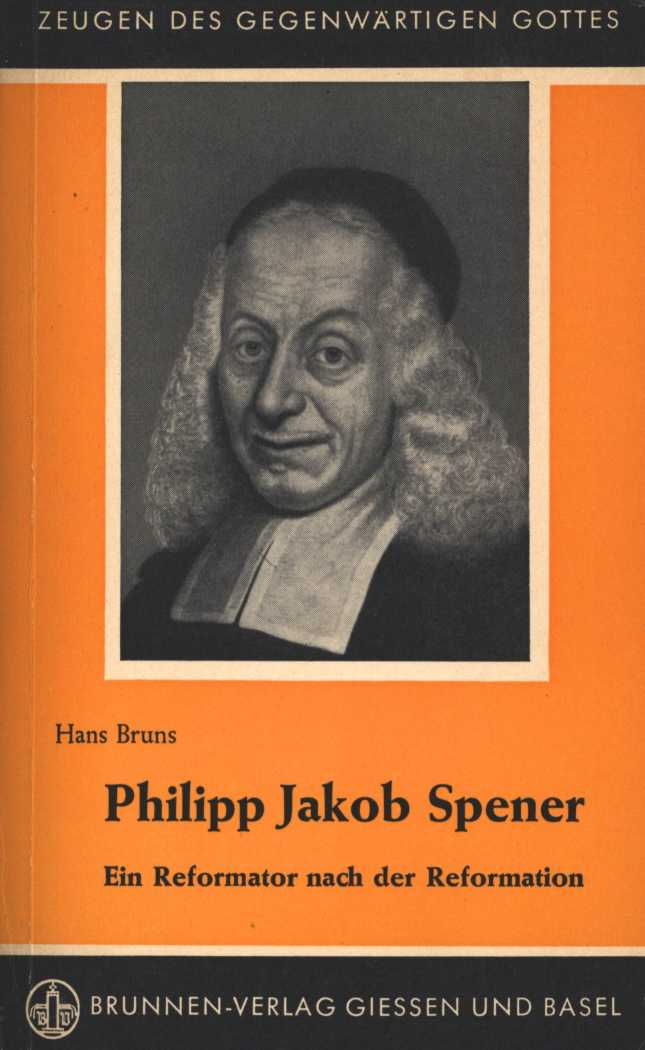 ZEUGEN DES GEGENWÄRTIGEN GOTTES
Hans Bruns
Philipp Jakob Spener
Ein Reformator nach der Reformation
BV
BRUNNEN-VERLAG GIESSEN UND BASEL